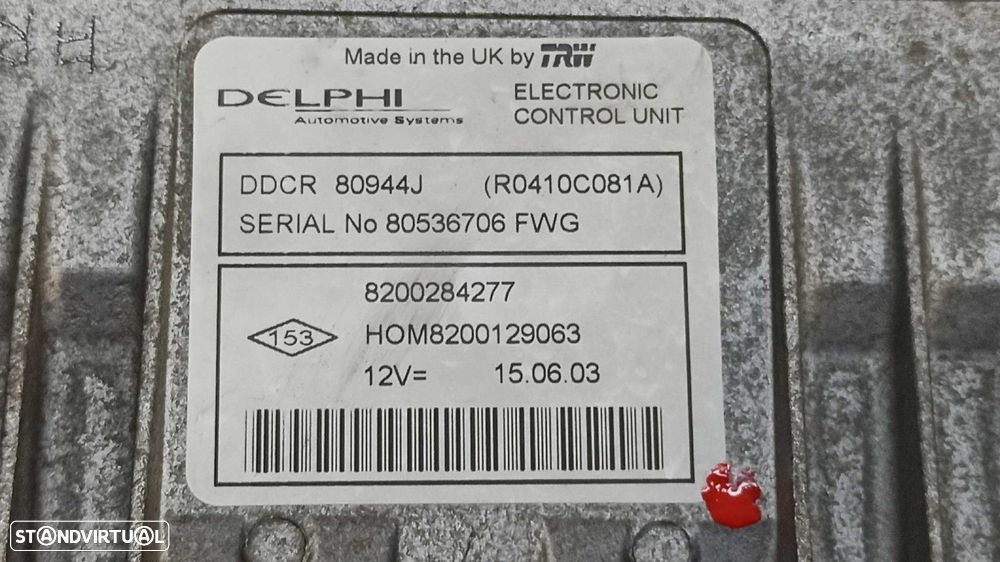 Made in the UK by TRW
DELPHI
Automotive Systems
ELECTRONIC
CONTROL UNIT
DDCR 80944J (R0410C081A)
SERIAL No 80536706 FWG
8200284277
153
HOM8200129063
12V= 15.06.03
STANDVIRTUAL